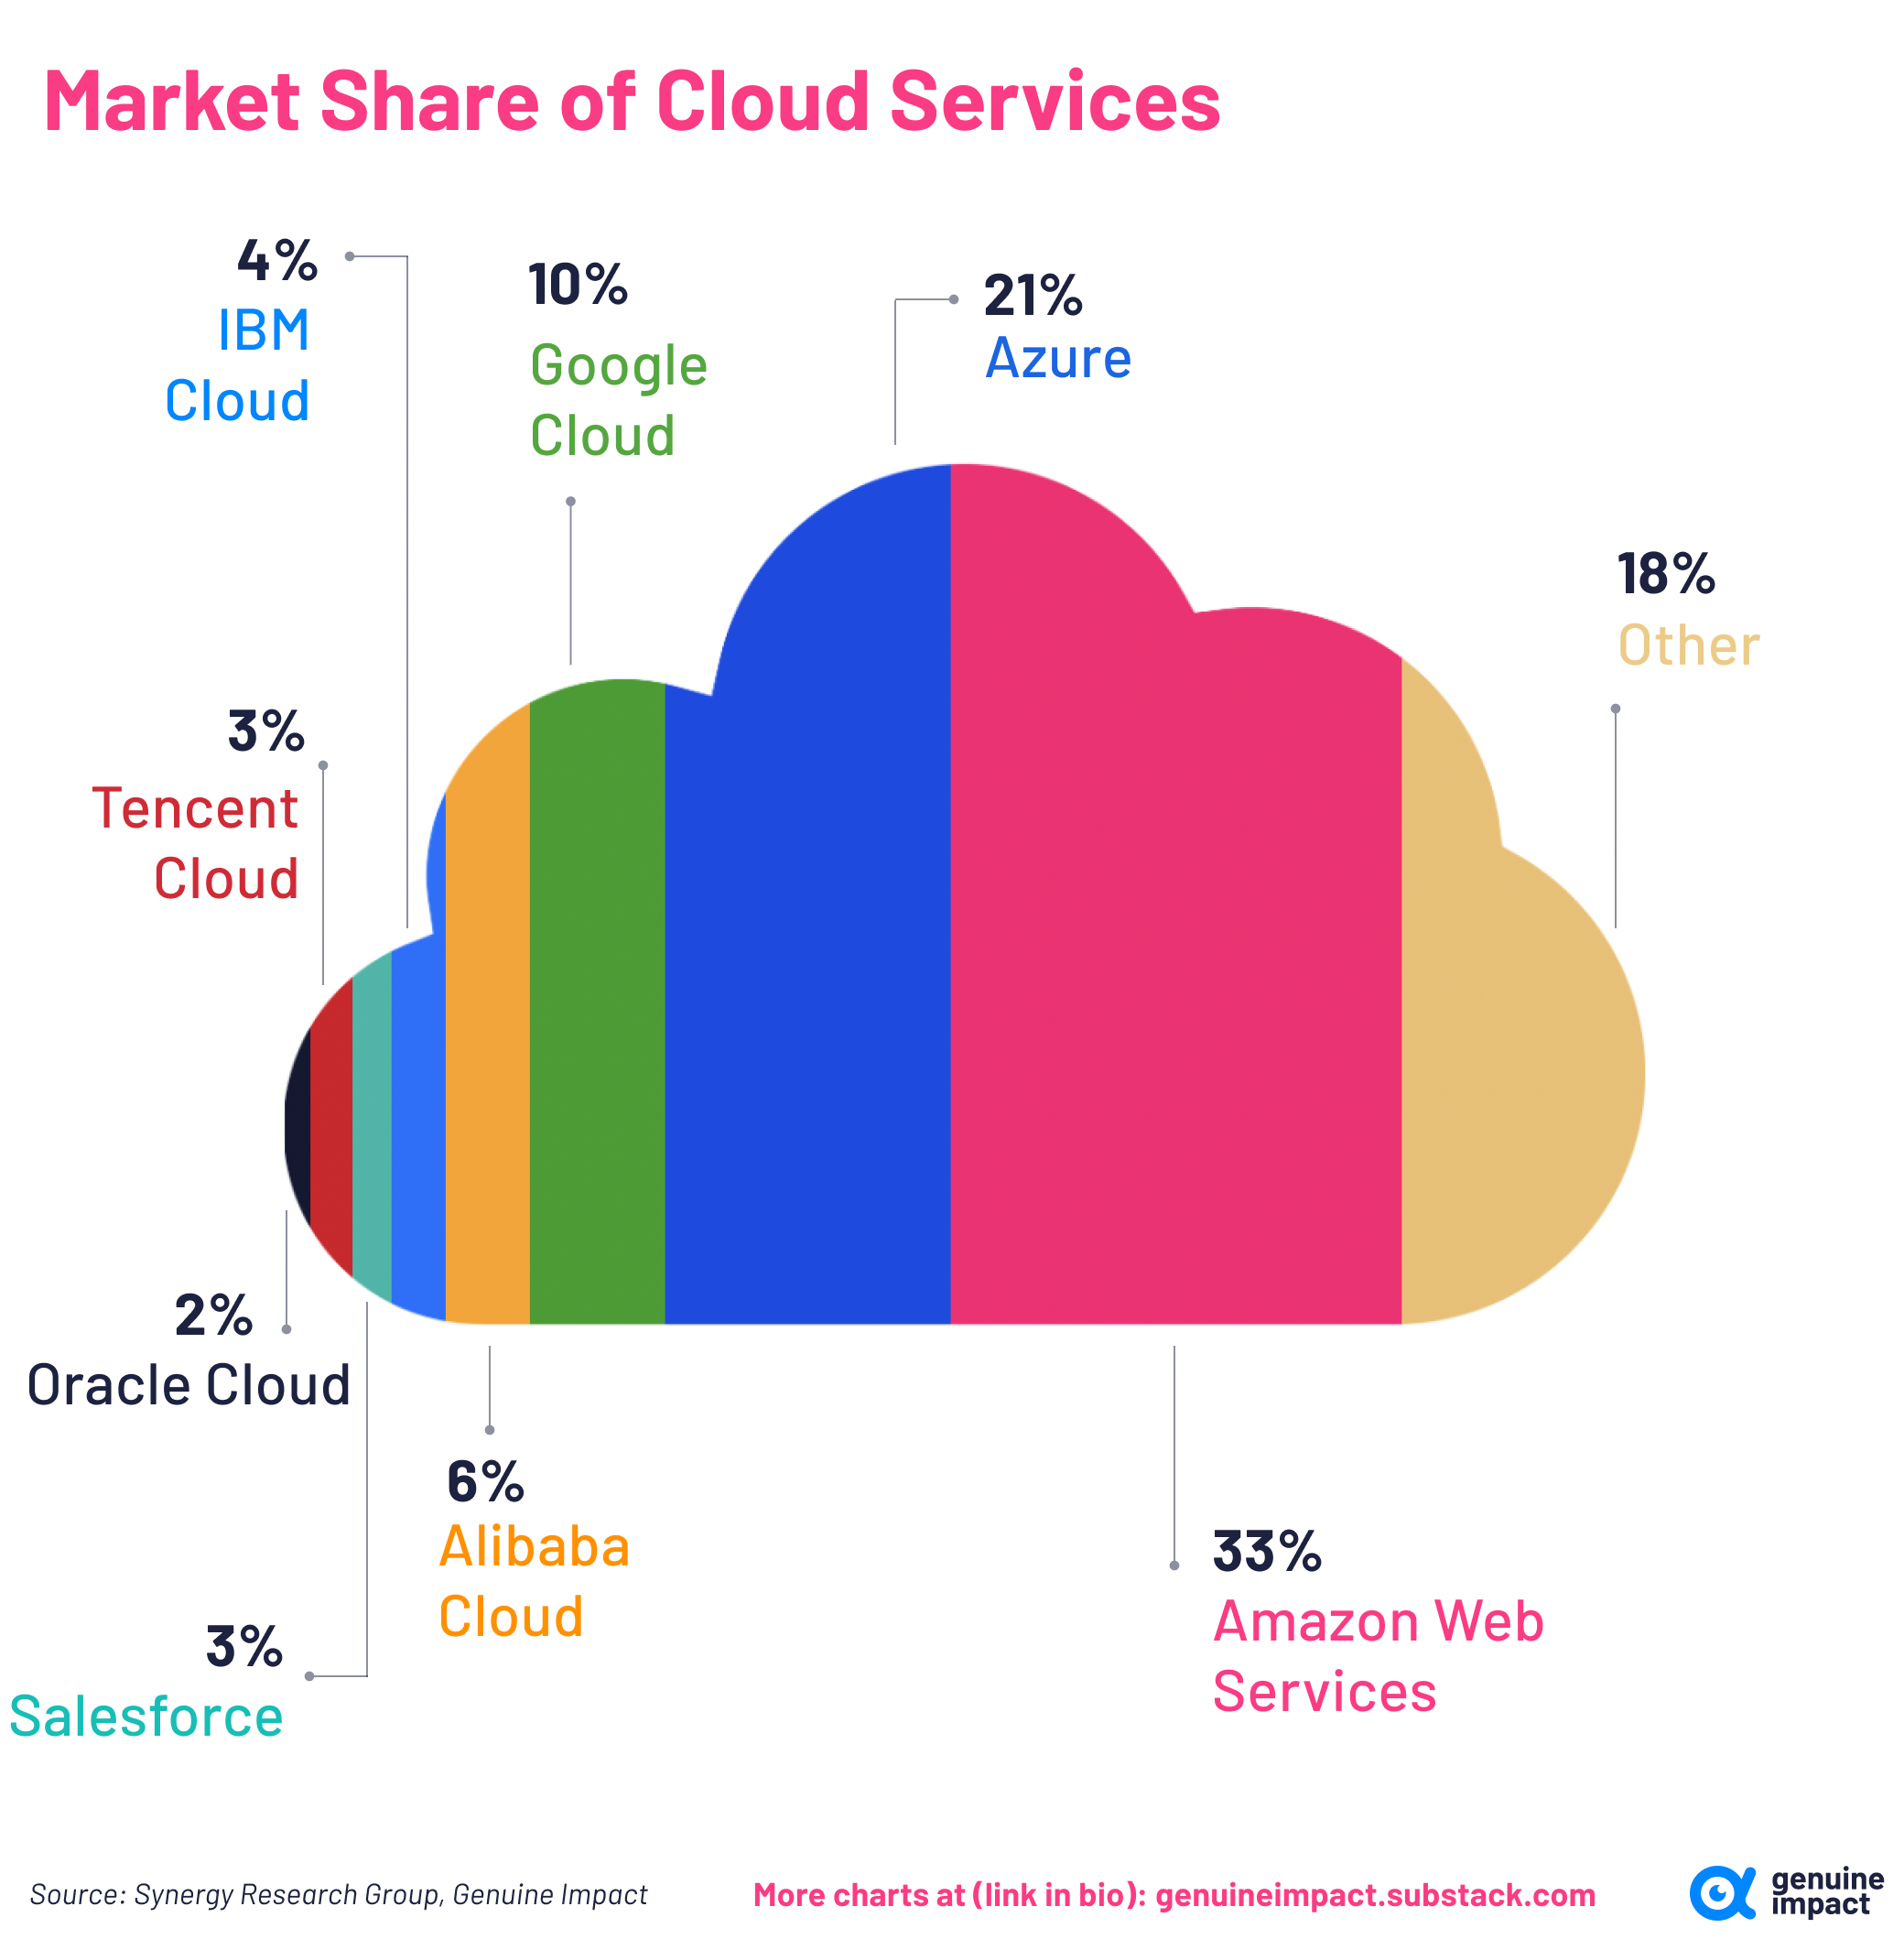 Market Share of Cloud Services
4%
IBM
Cloud
10%
Google
Cloud
21%
Azure
18%
Other
3%
Tencent
Cloud
2%
Oracle Cloud
6%
Alibaba
Cloud
3%
Salesforce
33%
Amazon Web
Services
Source: Synergy Research Group, Genuine Impact
More charts at (link in bio): genuineimpact.substack.com
genuine
impact